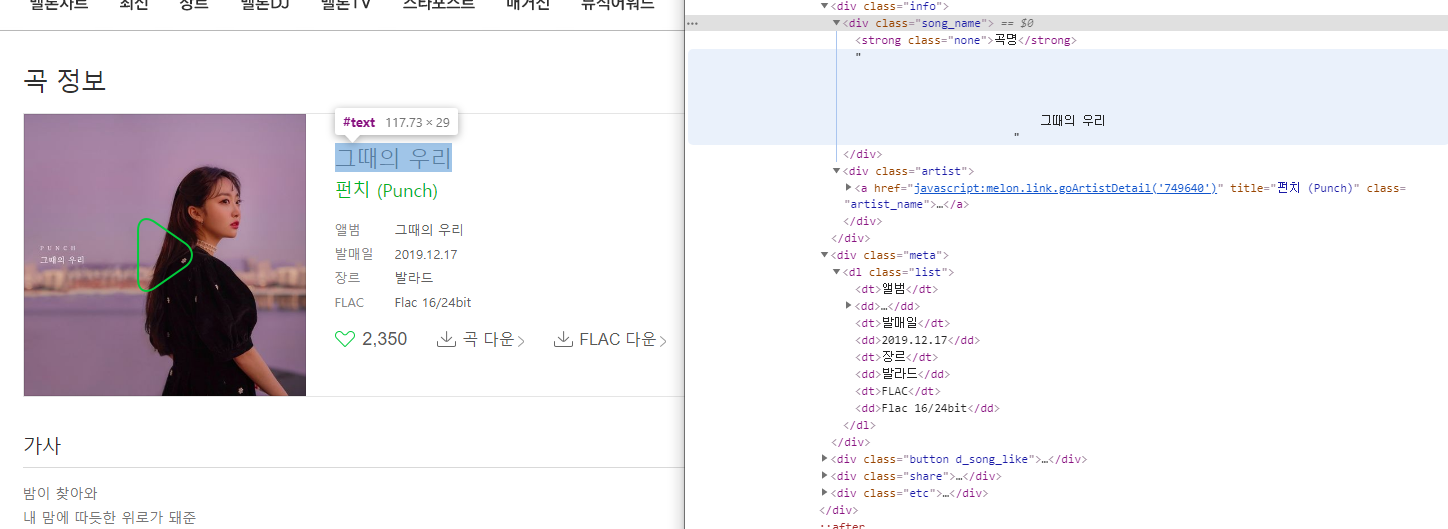 멜론차트 최신 장르 멜론DJ 멜론TV 스타포스트 매거진 뮤직어워드
곡 정보
#text 117.73 × 29
그때의 우리
펀치 (Punch)
PUNCH
그때의 우리
앨범 그때의 우리
발매일 2019.12.17
장르 발라드
FLAC Flac 16/24bit
2,350 곡 다운 FLAC 다운
가사
밤이 찾아와
내 맘에 따듯한 위로가 돼준
<div class="info">
<div class="song_name"> == $0
<strong class="none">곡명</strong>
"
그때의 우리
"
</div>
<div class="artist">
<a href="javascript:melon.link.goArtistDetail('749640')" title="펀치 (Punch)" class=
"artist_name">…</a>
</div>
</div>
<div class="meta">
<dl class="list">
<dt>앨범</dt>
<dd>…</dd>
<dt>발매일</dt>
<dd>2019.12.17</dd>
<dt>장르</dt>
<dd>발라드</dd>
<dt>FLAC</dt>
<dd>Flac 16/24bit</dd>
</dl>
</div>
<div class="button d_song_like">…</div>
<div class="share">…</div>
<div class="etc">…</div>
</div>
::after